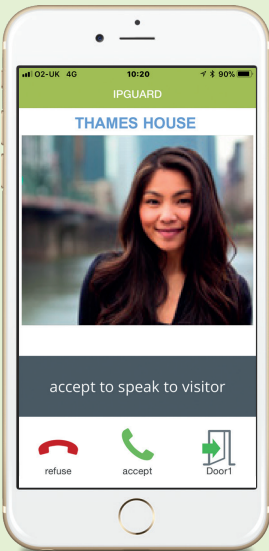 O2-UK 4G 10:20 90%
IPGUARD
THAMES HOUSE
accept to speak to visitor
refuse accept Door1